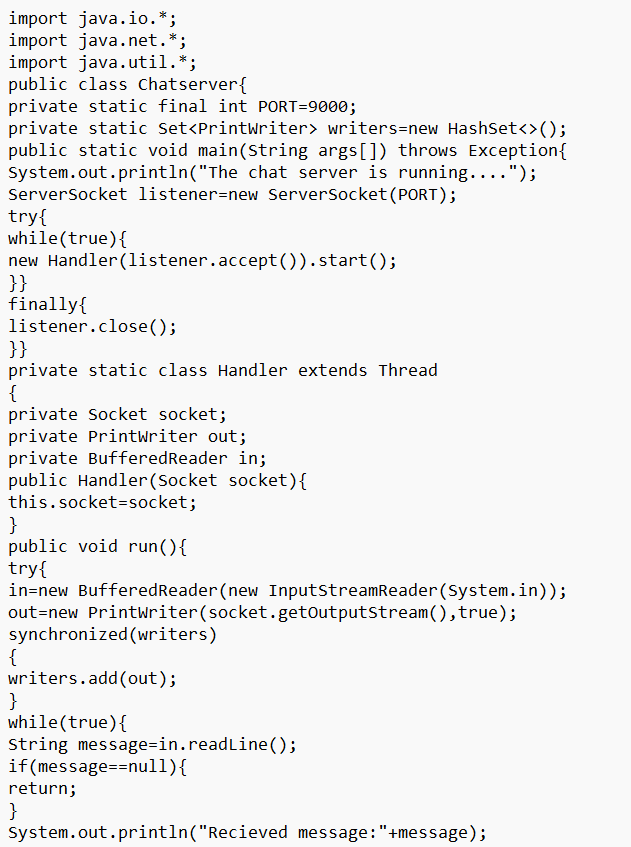 import java.io.*;
import java.net.*;
import java.util.*;
public class Chatserver{
private static final int PORT=9000;
private static Set<PrintWriter> writers=new HashSet<>();
public static void main(String args[]) throws Exception{
System.out.println("The chat server is running....");
ServerSocket listener=new ServerSocket(PORT);
try{
while(true){
new Handler(listener.accept()).start();
}}
finally{
listener.close();
}}
private static class Handler extends Thread
{
private Socket socket;
private PrintWriter out;
private BufferedReader in;
public Handler(Socket socket){
this.socket=socket;
}
public void run(){
try{
in=new BufferedReader(new InputStreamReader(System.in));
out=new PrintWriter(socket.getOutputStream(),true);
synchronized(writers)
{
writers.add(out);
}
while(true){
String message=in.readLine();
if(message==null){
return;
}
System.out.println("Recieved message:"+message);